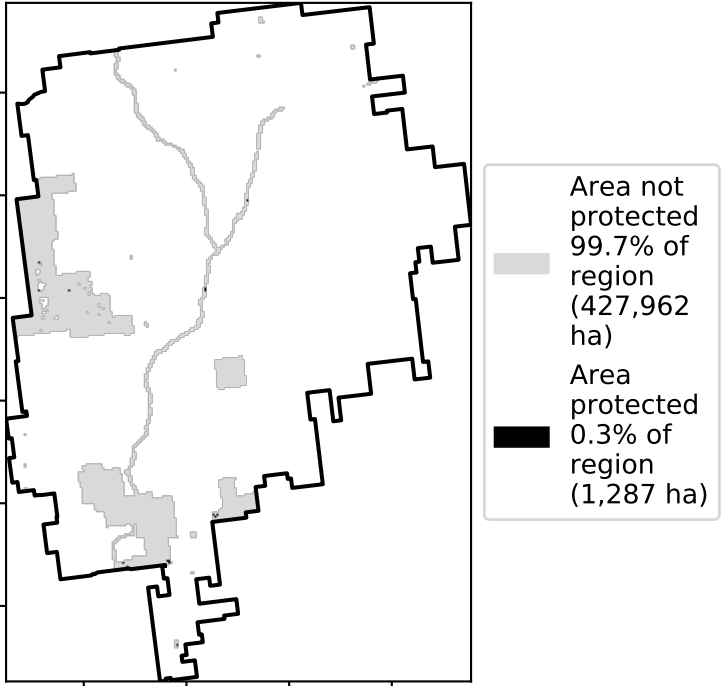 Area not
protected
99.7% of
region
(427,962
ha)
Area
protected
0.3% of
region
(1,287 ha)